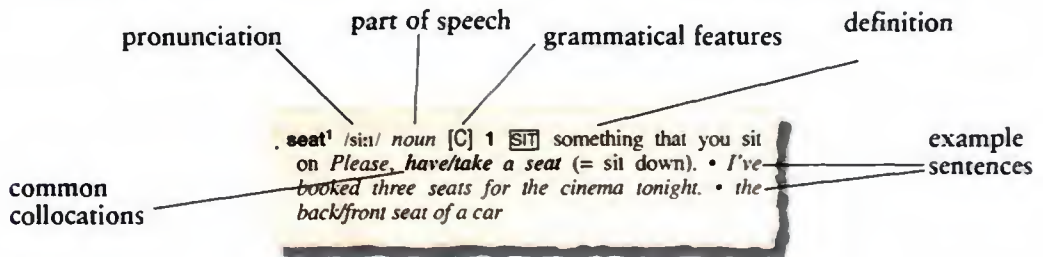 pronunciation
part of speech
grammatical features
definition
. seat¹ /si:t/ noun [C] 1 SIT something that you sit
on Please, have/take a seat (= sit down). • I've
booked three seats for the cinema tonight. • the
back/front seat of a car
example
sentences
common
collocations